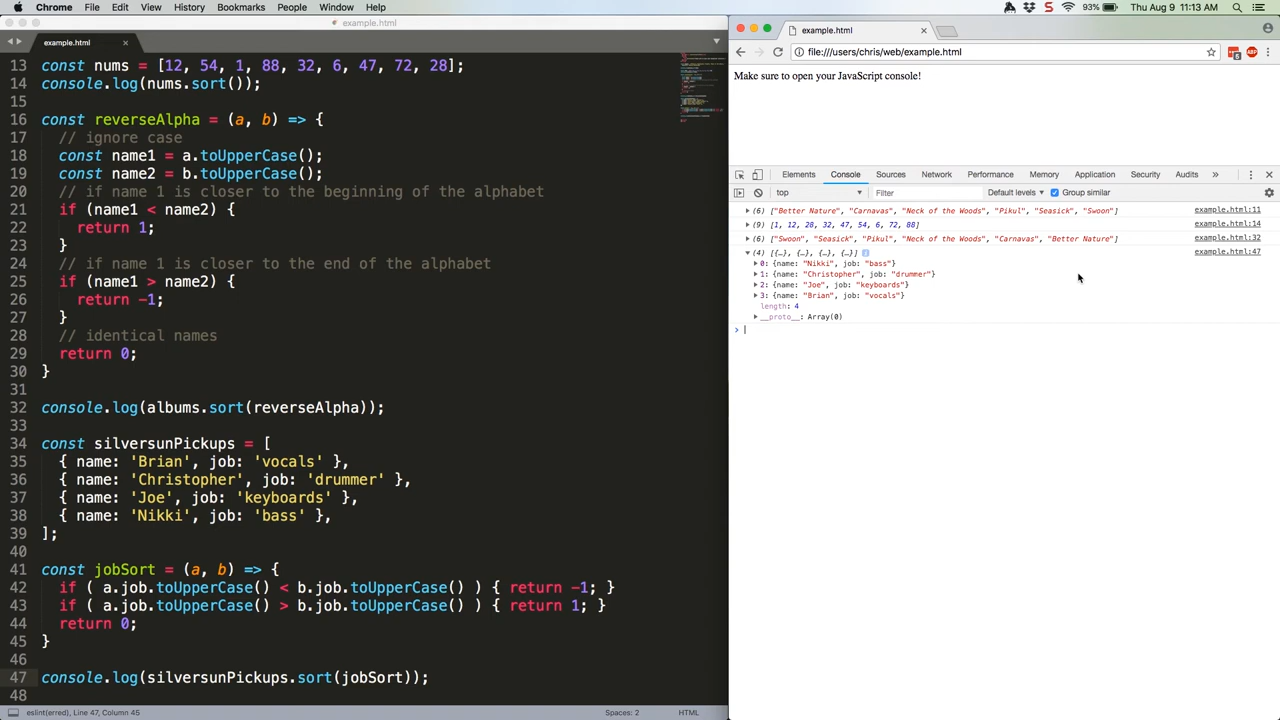 Chrome File Edit View History Bookmarks People Window Help 93% Thu Aug 9 11:13 AM
example.html
example.html
const nums = [12, 54, 1, 88, 32, 6, 47, 72, 28];
14 console.log(nums.sort());
15
const reverseAlpha = (a, b) => {
17 // ignore case
18 const name1 = a.toUpperCase();
19 const name2 = b.toUpperCase();
20 // if name 1 is closer to the beginning of the alphabet
21 if (name1 < name2) {
22 return 1;
23 }
24 // if name 1 is closer to the end of the alphabet
25 if (name1 > name2) {
26 return -1;
27 }
28 // identical names
29 return 0;
30 }
31
32 console.log(albums.sort(reverseAlpha));
33
34 const silversunPickups = [
35 { name: 'Brian', job: 'vocals' },
36 { name: 'Christopher', job: 'drummer' },
37 { name: 'Joe', job: 'keyboards' },
38 { name: 'Nikki', job: 'bass' },
39 ];
40
41 const jobSort = (a, b) => {
42 if ( a.job.toUpperCase() < b.job.toUpperCase() ) { return -1; }
43 if ( a.job.toUpperCase() > b.job.toUpperCase() ) { return 1; }
44 return 0;
45 }
46
47 console.log(silversunPickups.sort(jobSort));
48
eslint(erred), Line 47, Column 45 Spaces: 2 HTML
example.html
file:///users/chris/web/example.html
Make sure to open your JavaScript console!
Elements Console Sources Network Performance Memory Application Security Audits »
top Filter Default levels Group similar
(6) ["Better Nature", "Carnavas", "Neck of the Woods", "Pikul", "Seasick", "Swoon"] example.html:11
(9) [1, 12, 28, 32, 47, 54, 6, 72, 88] example.html:14
(6) ["Swoon", "Seasick", "Pikul", "Neck of the Woods", "Carnavas", "Better Nature"] example.html:32
(4) [{…}, {…}, {…}, {…}] example.html:47
0: {name: "Nikki", job: "bass"}
1: {name: "Christopher", job: "drummer"}
2: {name: "Joe", job: "keyboards"}
3: {name: "Brian", job: "vocals"}
length: 4
__proto__: Array(0)
>